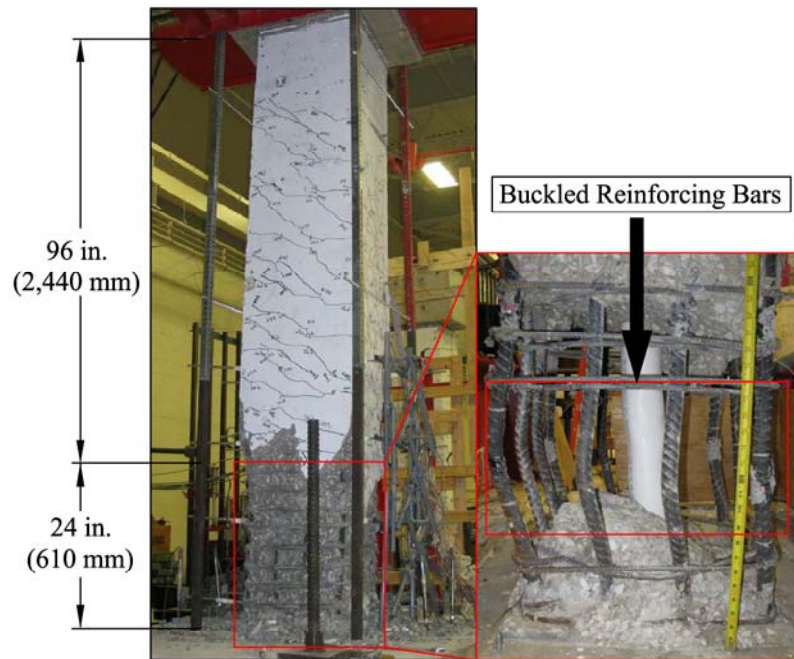 96 in.
(2,440 mm)
24 in.
(610 mm)
Buckled Reinforcing Bars